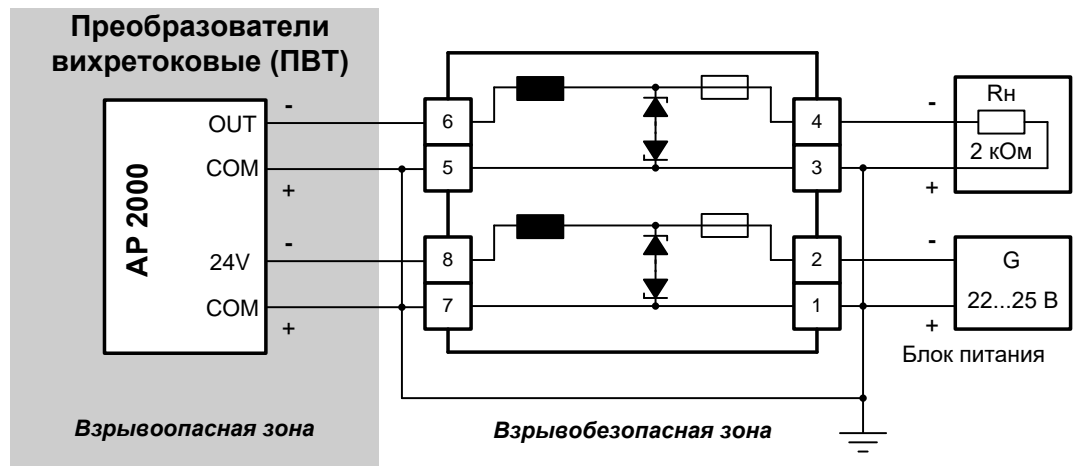 Преобразователи
вихретоковые (ПВТ)
AP 2000
OUT
-
COM
+
24V
-
COM
+
6
5
8
7
4
3
2
1
-
Rн
2 кОм
+
-
G
22...25 В
+
Блок питания
Взрывоопасная зона
Взрывобезопасная зона